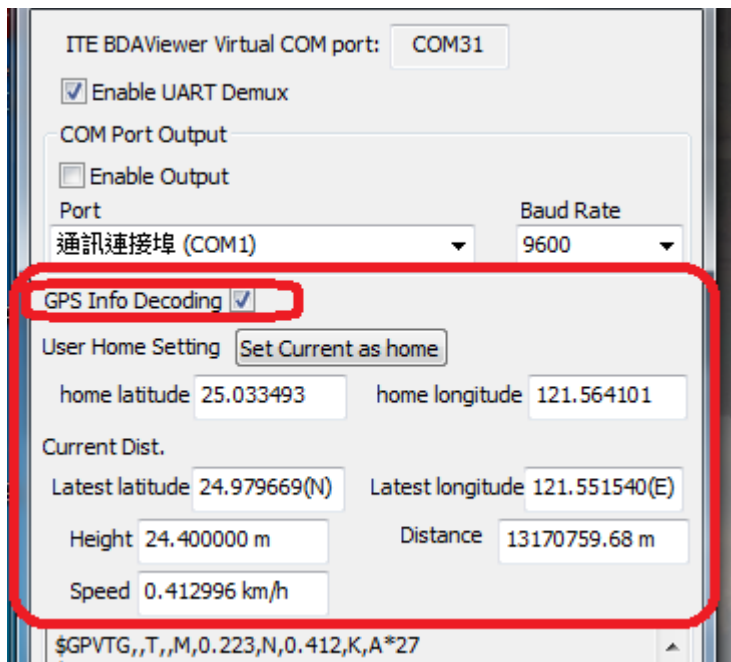 ITE BDAViewer Virtual COM port: COM31
Enable UART Demux
COM Port Output
Enable Output
Port Baud Rate
通訊連接埠 (COM1) 9600
GPS Info Decoding
User Home Setting Set Current as home
home latitude 25.033493 home longitude 121.564101
Current Dist.
Latest latitude 24.979669(N) Latest longitude 121.551540(E)
Height 24.400000 m Distance 13170759.68 m
Speed 0.412996 km/h
$GPVTG,,T,,M,0.223,N,0.412,K,A*27